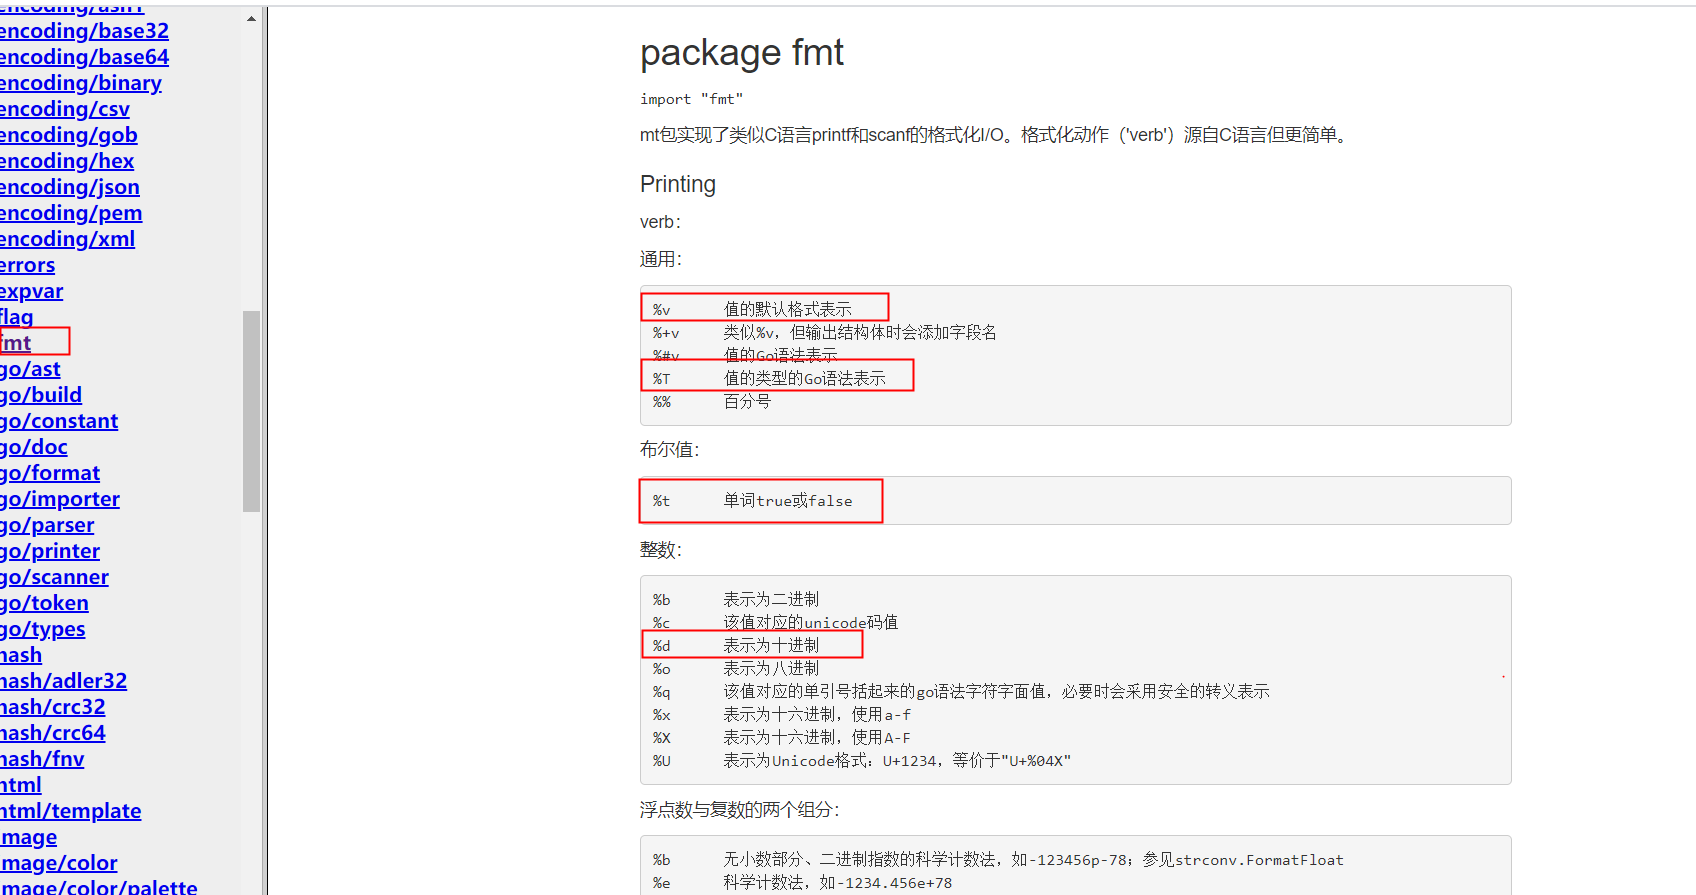 encoding/asn1
encoding/base32
encoding/base64
encoding/binary
encoding/csv
encoding/gob
encoding/hex
encoding/json
encoding/pem
encoding/xml
errors
expvar
flag
fmt
go/ast
go/build
go/constant
go/doc
go/format
go/importer
go/parser
go/printer
go/scanner
go/token
go/types
hash
hash/adler32
hash/crc32
hash/crc64
hash/fnv
html
html/template
image
image/color
image/color/palette
package fmt
import "fmt"
mt包实现了类似C语言printf和scanf的格式化I/O。格式化动作（'verb'）源自C语言但更简单。
Printing
verb：
通用：
%v 值的默认格式表示
%+v 类似%v，但输出结构体时会添加字段名
%#v 值的Go语法表示
%T 值的类型的Go语法表示
%% 百分号
布尔值：
%t 单词true或false
整数：
%b 表示为二进制
%c 该值对应的unicode码值
%d 表示为十进制
%o 表示为八进制
%q 该值对应的单引号括起来的go语法字符字面值，必要时会采用安全的转义表示
%x 表示为十六进制，使用a-f
%X 表示为十六进制，使用A-F
%U 表示为Unicode格式：U+1234，等价于"U+%04X"
浮点数与复数的两个组分：
%b 无小数部分、二进制指数的科学计数法，如-123456p-78；参见strconv.FormatFloat
%e 科学计数法，如-1234.456e+78